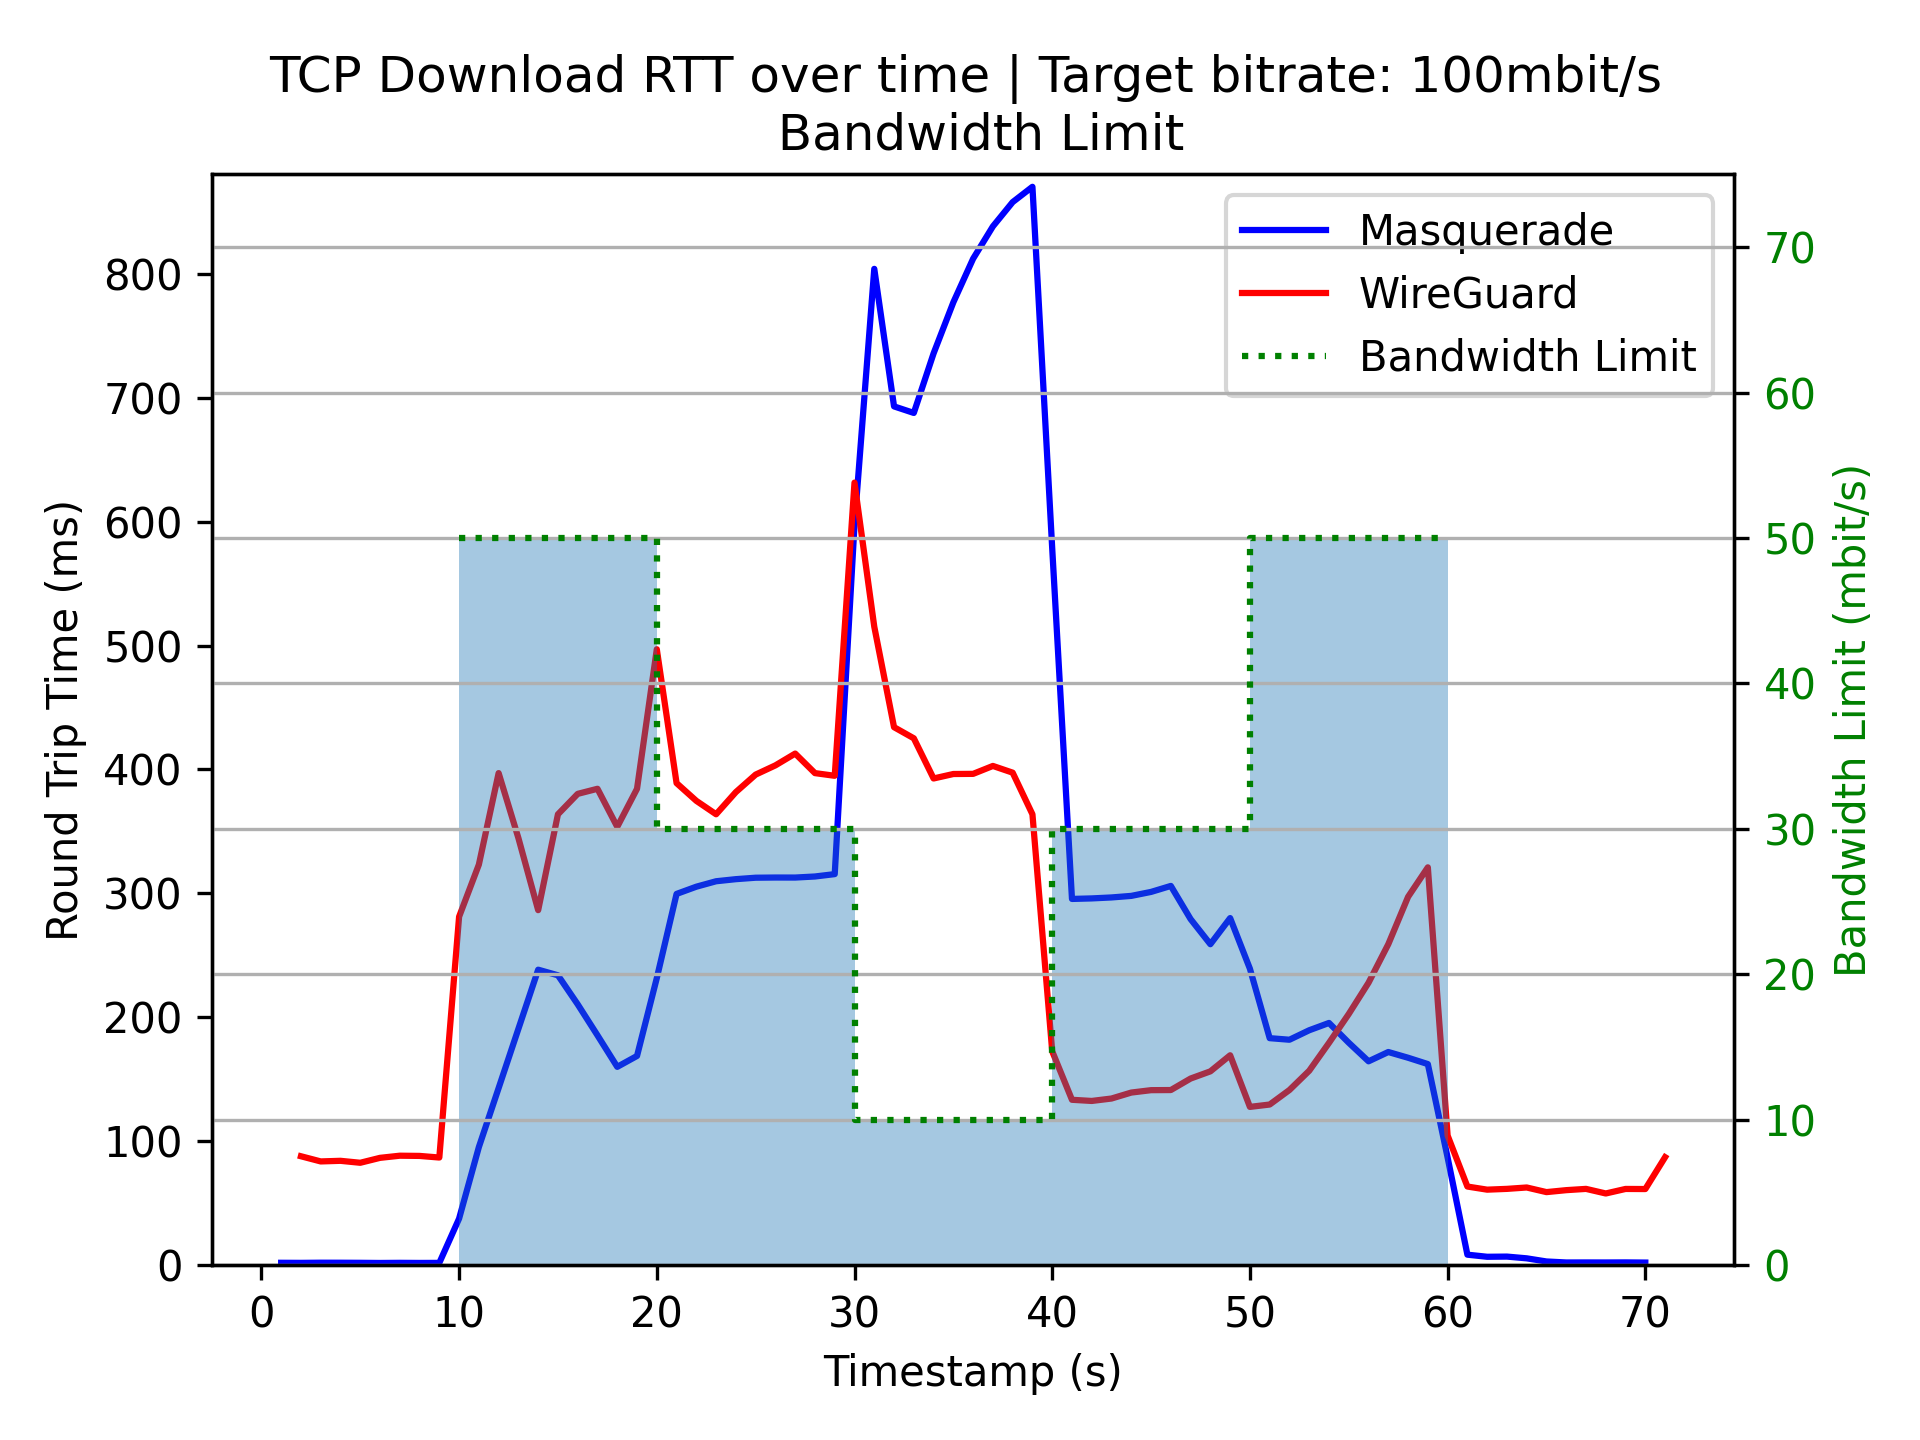 TCP Download RTT over time | Target bitrate: 100mbit/s
Bandwidth Limit
Masquerade
WireGuard
Bandwidth Limit
Round Trip Time (ms)
800
700
600
500
400
300
200
100
0
70
60
50
40
30
20
10
0
Bandwidth Limit (mbit/s)
0 10 20 30 40 50 60 70
Timestamp (s)